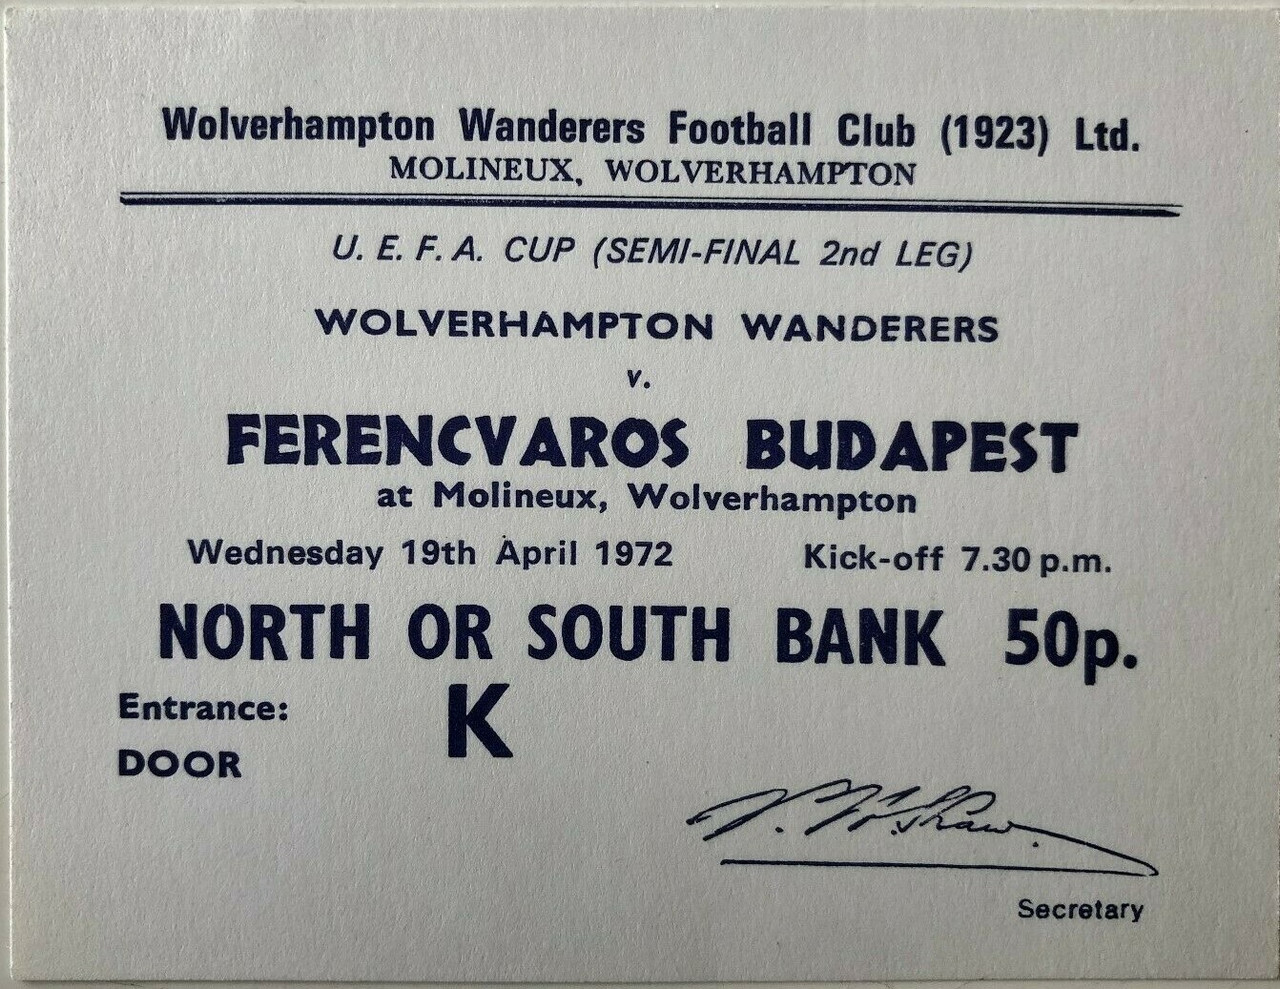 Wolverhampton Wanderers Football Club (1923) Ltd.
MOLINEUX, WOLVERHAMPTON
U. E. F. A. CUP (SEMI-FINAL 2nd LEG)
WOLVERHAMPTON WANDERERS
v.
FERENCVAROS BUDAPEST
at Molineux, Wolverhampton
Wednesday 19th April 1972 Kick-off 7.30 p.m.
NORTH OR SOUTH BANK 50p.
Entrance: K
DOOR
Shaw.
Secretary